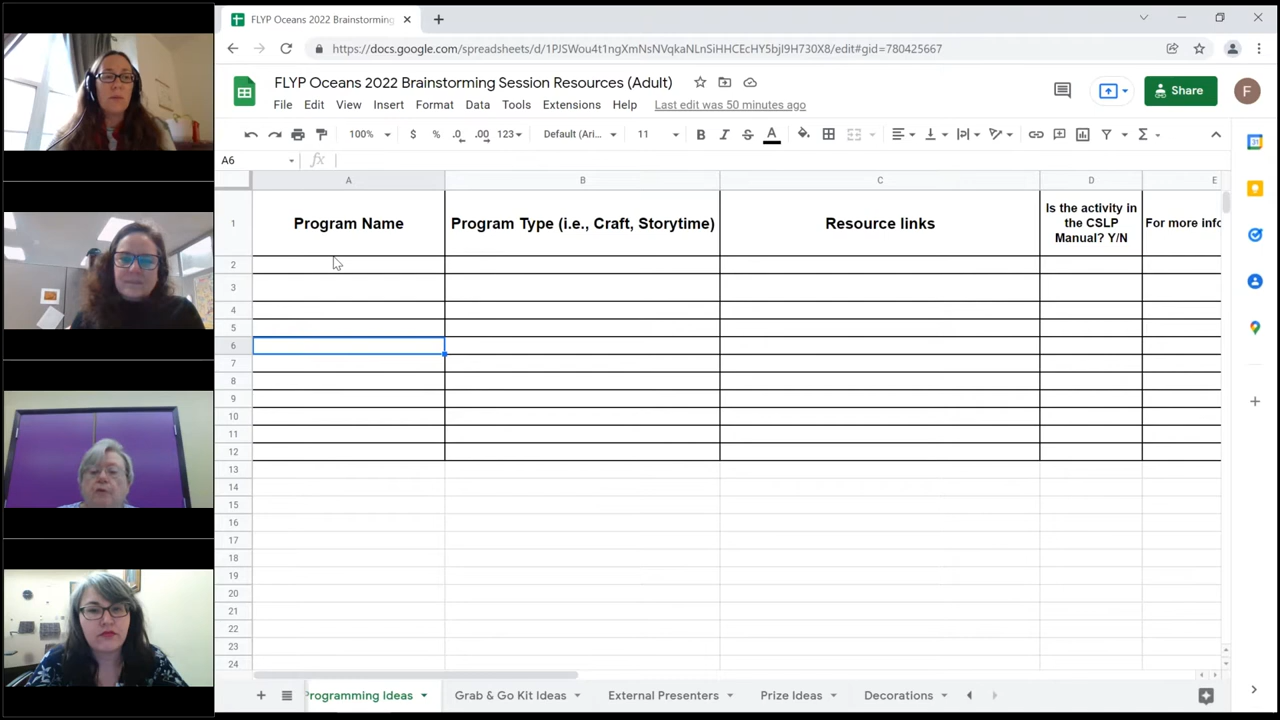 FLYP Oceans 2022 Brainstorming
https://docs.google.com/spreadsheets/d/1PJSWou4t1ngXmNsNVqkaNLnSiHHCEcHY5bjI9H730X8/edit#gid=780425667
FLYP Oceans 2022 Brainstorming Session Resources (Adult)
Share
F
File Edit View Insert Format Data Tools Extensions Help Last edit was 50 minutes ago
100% $ % .0 .00 123 Default (Ari... 11 B I S A
A6 fx
A B C D E
1 Program Name Program Type (i.e., Craft, Storytime) Resource links Is the activity in the CSLP Manual? Y/N For more info
2
3
4
5
6
7
8
9
10
11
12
13
14
15
16
17
18
19
20
21
22
23
24
Programming Ideas Grab & Go Kit Ideas External Presenters Prize Ideas Decorations